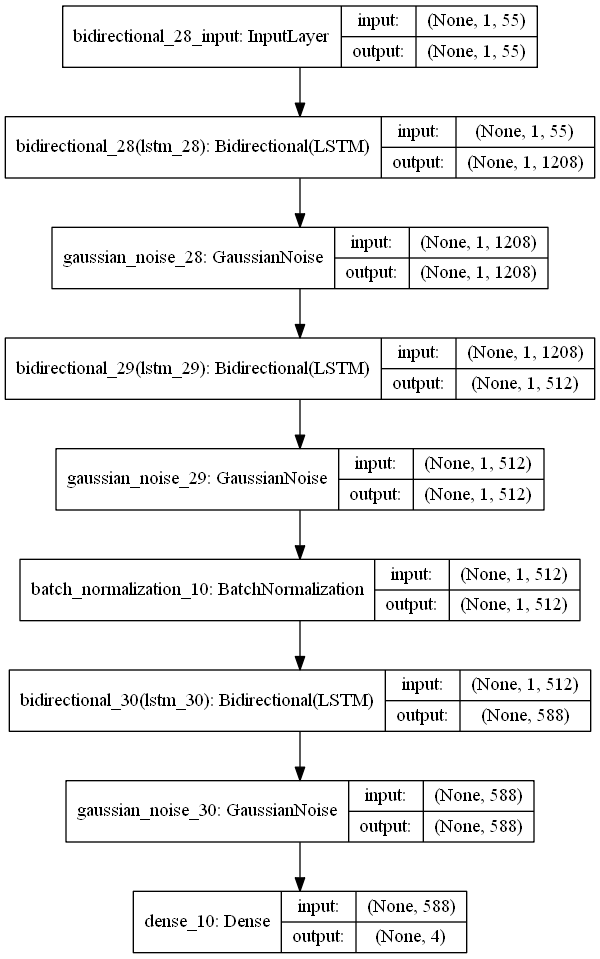 bidirectional_28_input: InputLayer
input: (None, 1, 55)
output: (None, 1, 55)
bidirectional_28(lstm_28): Bidirectional(LSTM)
input: (None, 1, 55)
output: (None, 1, 1208)
gaussian_noise_28: GaussianNoise
input: (None, 1, 1208)
output: (None, 1, 1208)
bidirectional_29(lstm_29): Bidirectional(LSTM)
input: (None, 1, 1208)
output: (None, 1, 512)
gaussian_noise_29: GaussianNoise
input: (None, 1, 512)
output: (None, 1, 512)
batch_normalization_10: BatchNormalization
input: (None, 1, 512)
output: (None, 1, 512)
bidirectional_30(lstm_30): Bidirectional(LSTM)
input: (None, 1, 512)
output: (None, 588)
gaussian_noise_30: GaussianNoise
input: (None, 588)
output: (None, 588)
dense_10: Dense
input: (None, 588)
output: (None, 4)